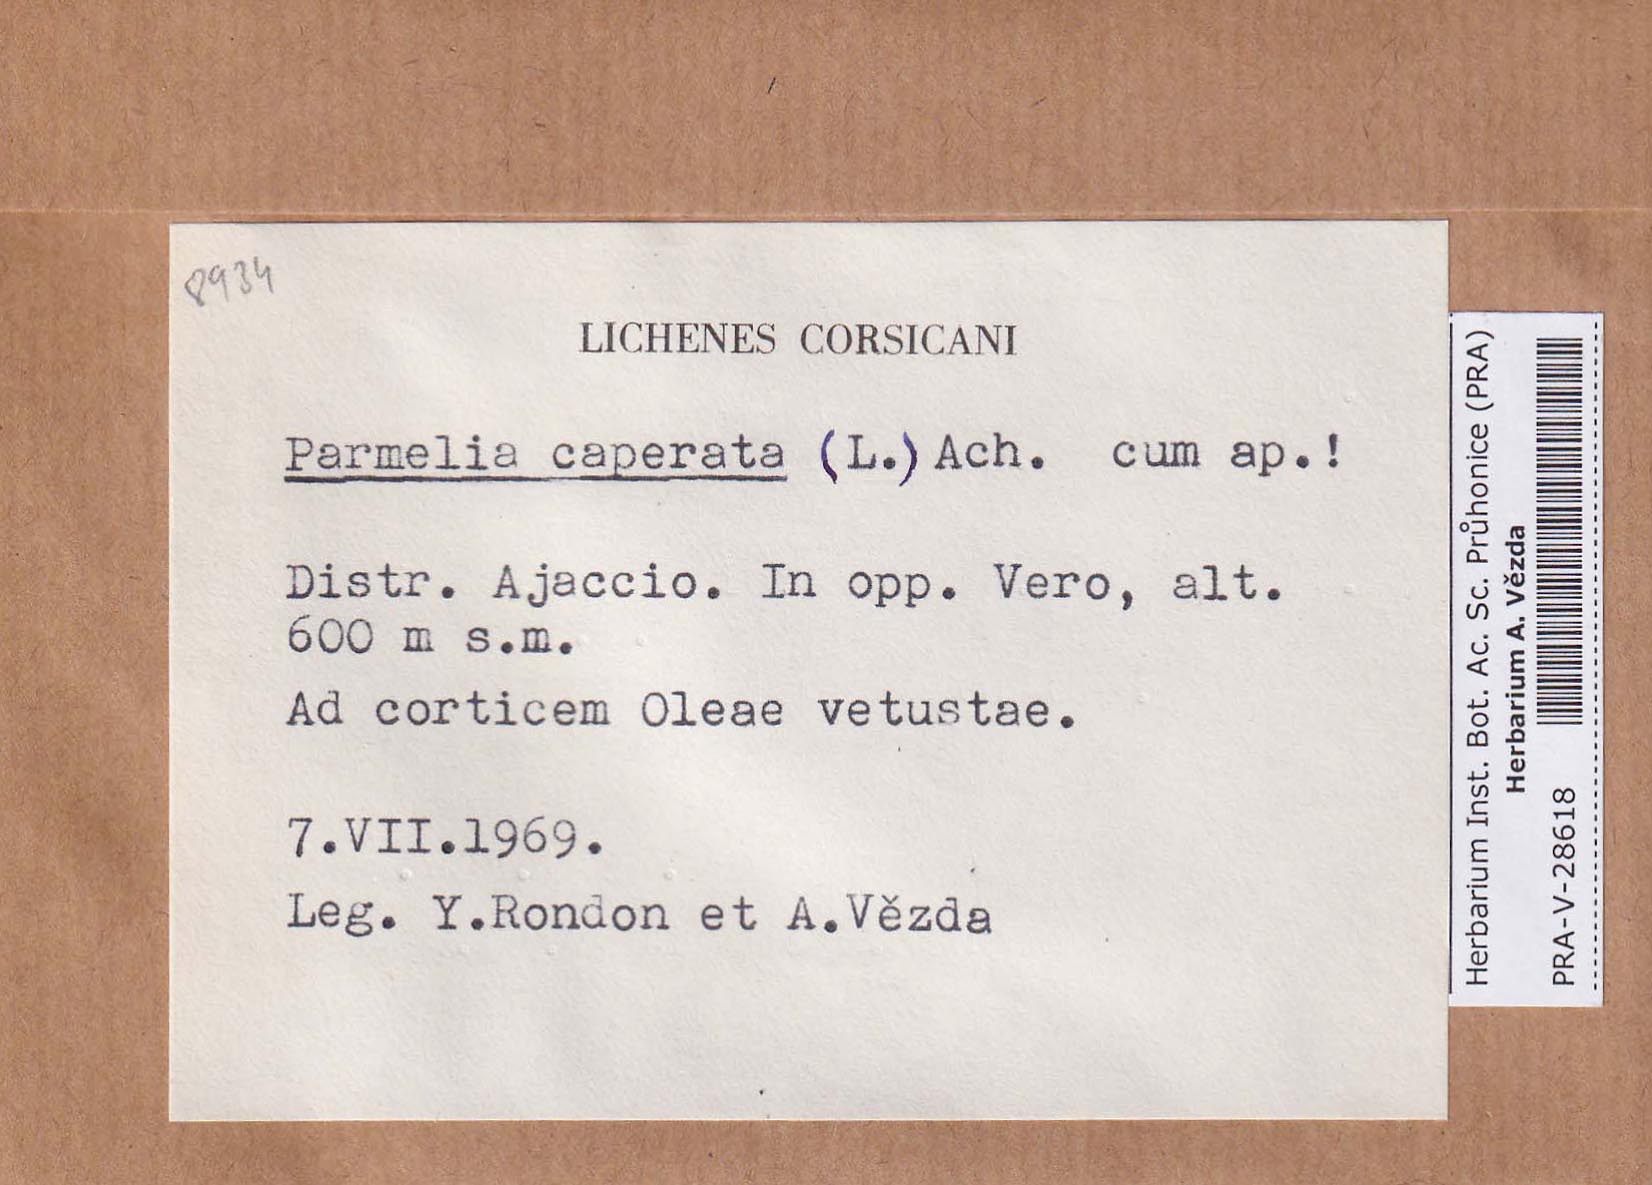 8934
LICHENES CORSICANI
Parmelia caperata (L.) Ach. cum ap.!
Distr. Ajaccio. In opp. Vero, alt.
600 m s.m.
Ad corticem Oleae vetustae.
7.VII.1969.
Leg. Y.Rondon et A.Vězda
Herbarium Inst. Bot. Ac. Sc. Průhonice (PRA)
Herbarium A. Vězda
PRA-V-28618